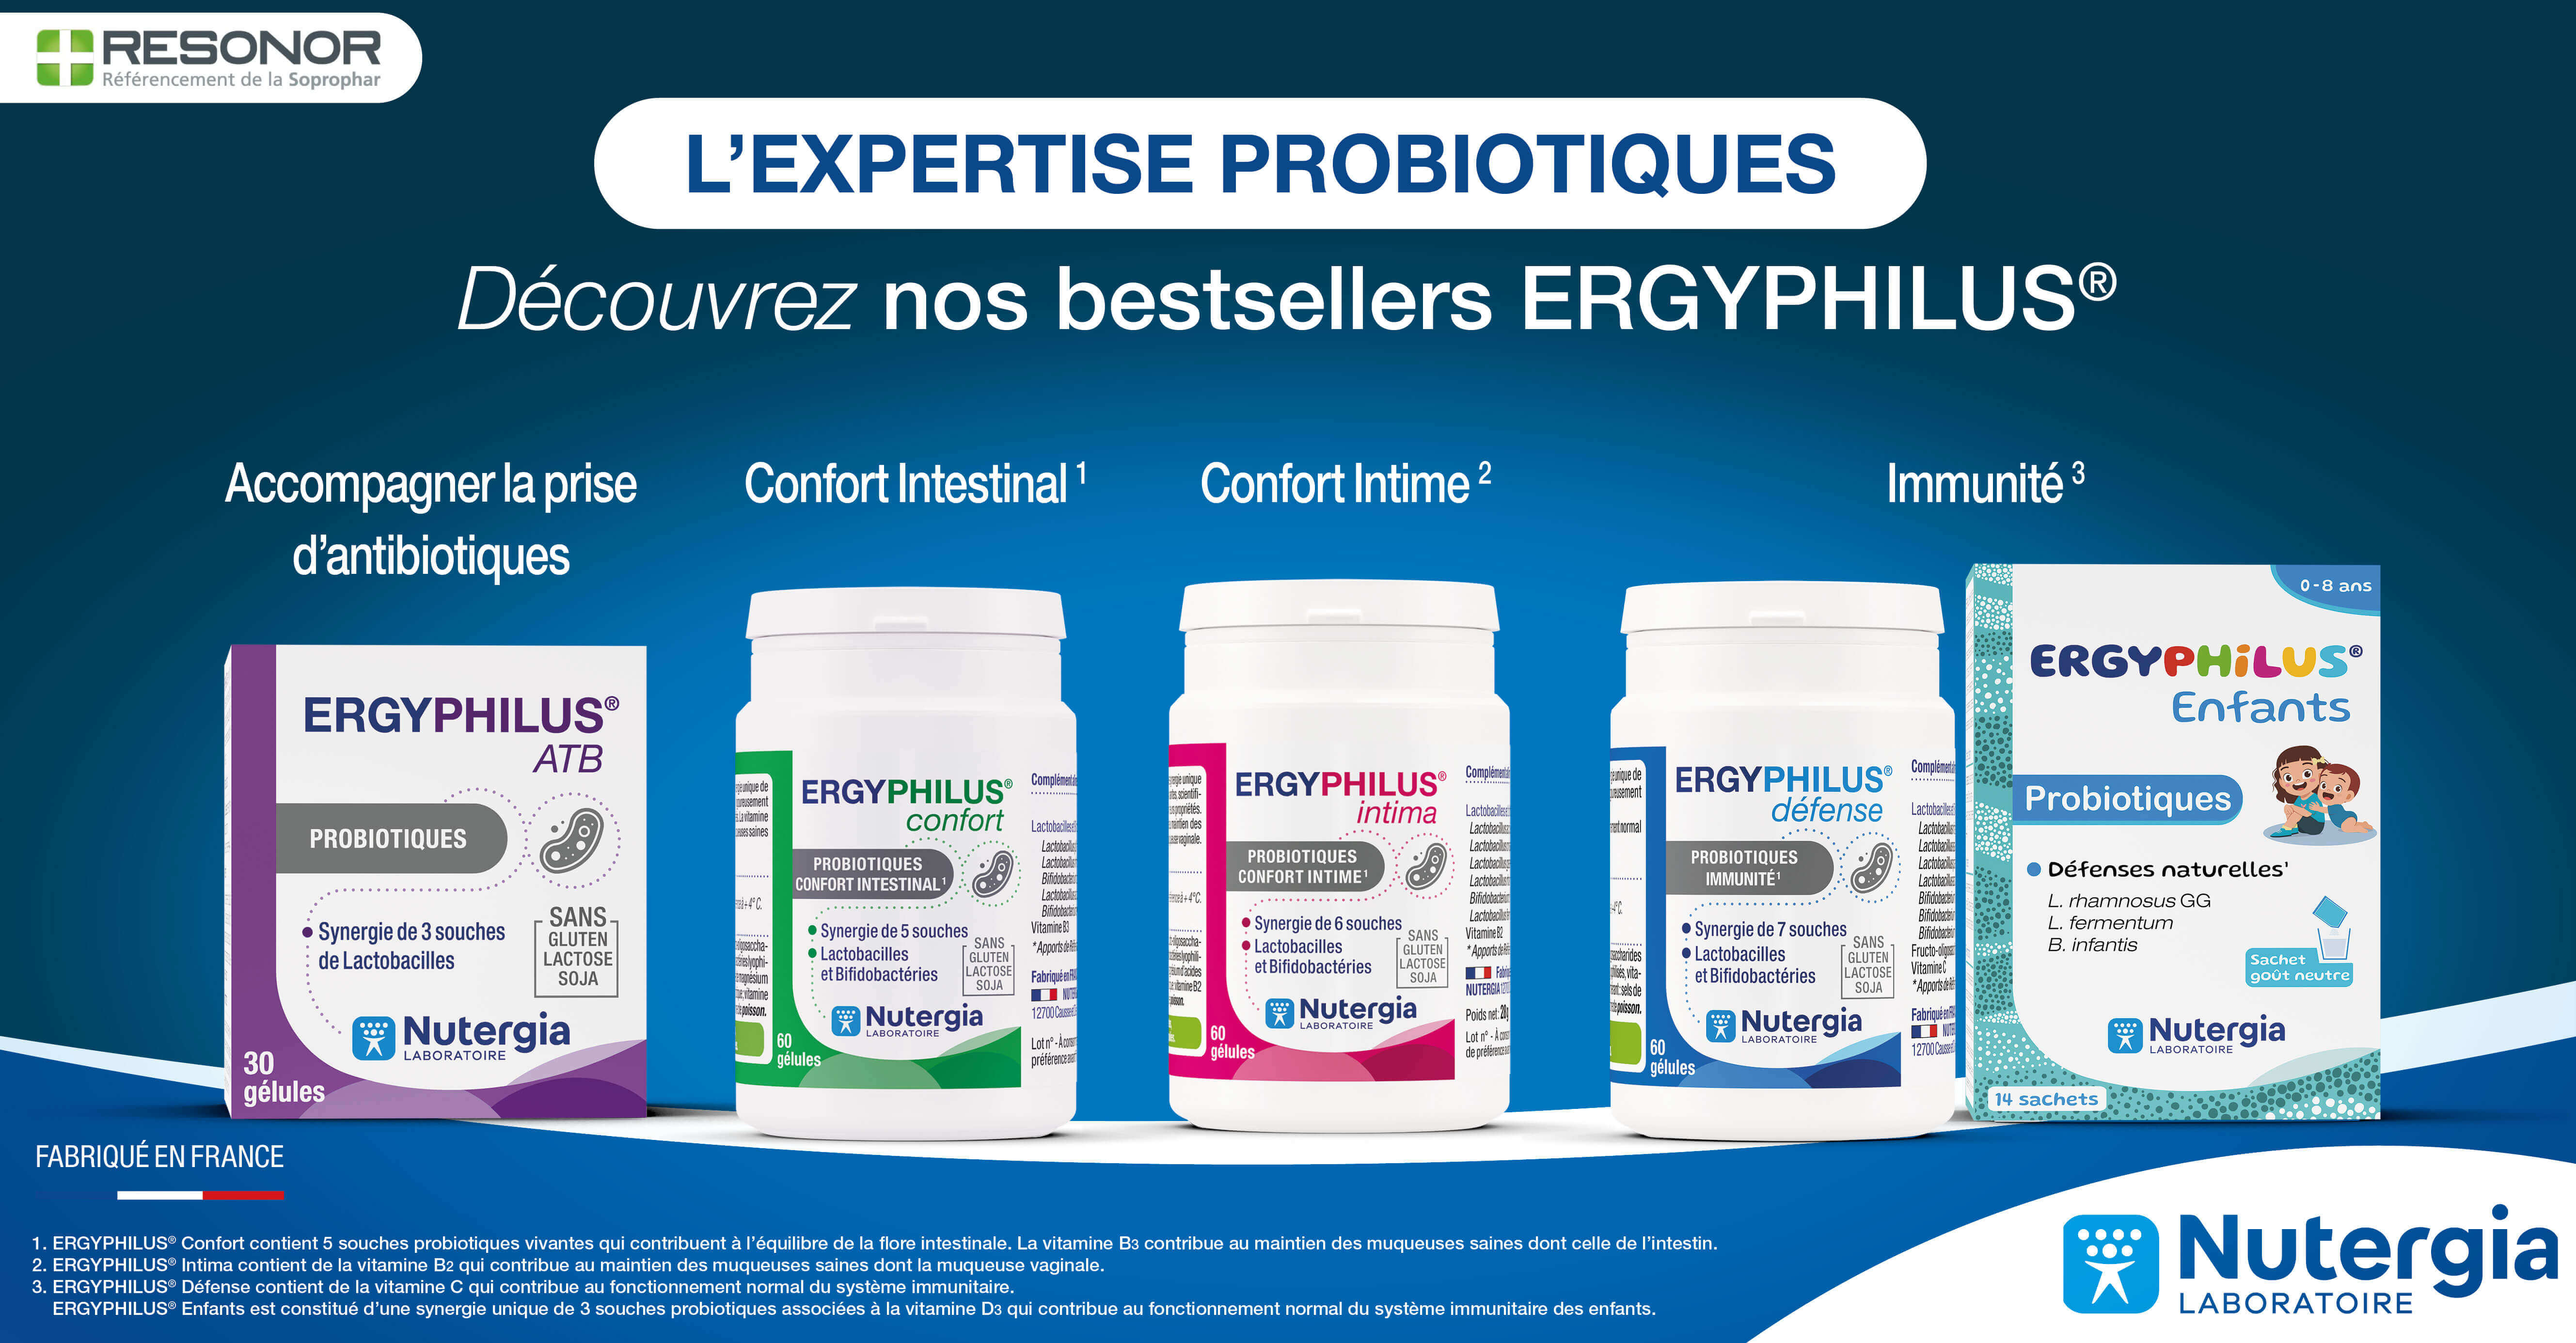 RESONOR
Référencement de la Soprophar
L'EXPERTISE PROBIOTIQUES
Découvrez nos bestsellers ERGYPHILUS®
Accompagner la prise
d'antibiotiques
Confort Intestinal 1
Confort Intime 2
Immunité 3
ERGYPHILUS®
ATB
PROBIOTIQUES
Synergie de 3 souches
de Lactobacilles
SANS
GLUTEN
LACTOSE
SOJA
Nutergia
LABORATOIRE
30
gélules
ERGYPHILUS®
confort
PROBIOTIQUES
CONFORT INTESTINAL1
Synergie de 5 souches
Lactobacilles
et Bifidobactéries
SANS
GLUTEN
LACTOSE
SOJA
Nutergia
LABORATOIRE
60
gélules
Vitamine B3
ERGYPHILUS®
intima
PROBIOTIQUES
CONFORT INTIME1
Synergie de 6 souches
Lactobacilles
et Bifidobactéries
SANS
GLUTEN
LACTOSE
SOJA
Nutergia
LABORATOIRE
60
gélules
Vitamine B2
NUTERGIA
Poids net:
ERGYPHILUS®
défense
PROBIOTIQUES
IMMUNITÉ1
Synergie de 7 souches
Lactobacilles
et Bifidobactéries
SANS
GLUTEN
LACTOSE
SOJA
Nutergia
LABORATOIRE
60
gélules
Vitamine C
0-8 ans
ERGYPHiLUS®
Enfants
Probiotiques
Défenses naturelles1
L. rhamnosus GG
L. fermentum
B. infantis
Sachet
goût neutre
Nutergia
LABORATOIRE
14 sachets
FABRIQUÉ EN FRANCE
1. ERGYPHILUS® Confort contient 5 souches probiotiques vivantes qui contribuent à l'équilibre de la flore intestinale. La vitamine B3 contribue au maintien des muqueuses saines dont celle de l'intestin.
2. ERGYPHILUS® Intima contient de la vitamine B2 qui contribue au maintien des muqueuses saines dont la muqueuse vaginale.
3. ERGYPHILUS® Défense contient de la vitamine C qui contribue au fonctionnement normal du système immunitaire.
ERGYPHILUS® Enfants est constitué d'une synergie unique de 3 souches probiotiques associées à la vitamine D3 qui contribue au fonctionnement normal du système immunitaire des enfants.
Nutergia
LABORATOIRE